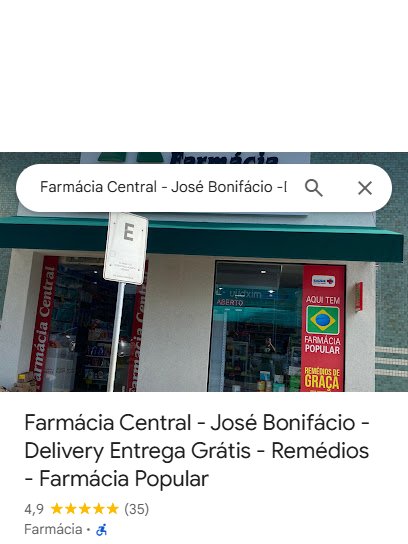 Farmácia
Farmácia Central - José Bonifácio -D
E
Farmácia Central
Farmácia Central
ABERTO
AQUI TEM
FARMÁCIA
POPULAR
REMÉDIOS DE
GRAÇA
Farmácia Central - José Bonifácio -
Delivery Entrega Grátis - Remédios
- Farmácia Popular
4,9 ★★★★★ (35)
Farmácia ·